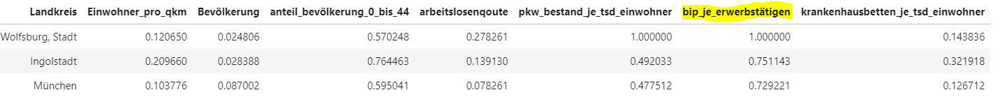 Landkreis Einwohner_pro_qkm Bevölkerung anteil_bevölkerung_0_bis_44 arbeitslosenqoute pkw_bestand_je_tsd_einwohner bip_je_erwerbstätigen krankenhausbetten_je_tsd_einwohner
Wolfsburg, Stadt 0.120650 0.024806 0.570248 0.278261 1.000000 1.000000 0.143836
Ingolstadt 0.209660 0.028388 0.764463 0.139130 0.492033 0.751143 0.321918
München 0.103776 0.087002 0.595041 0.078261 0.477512 0.729221 0.126712